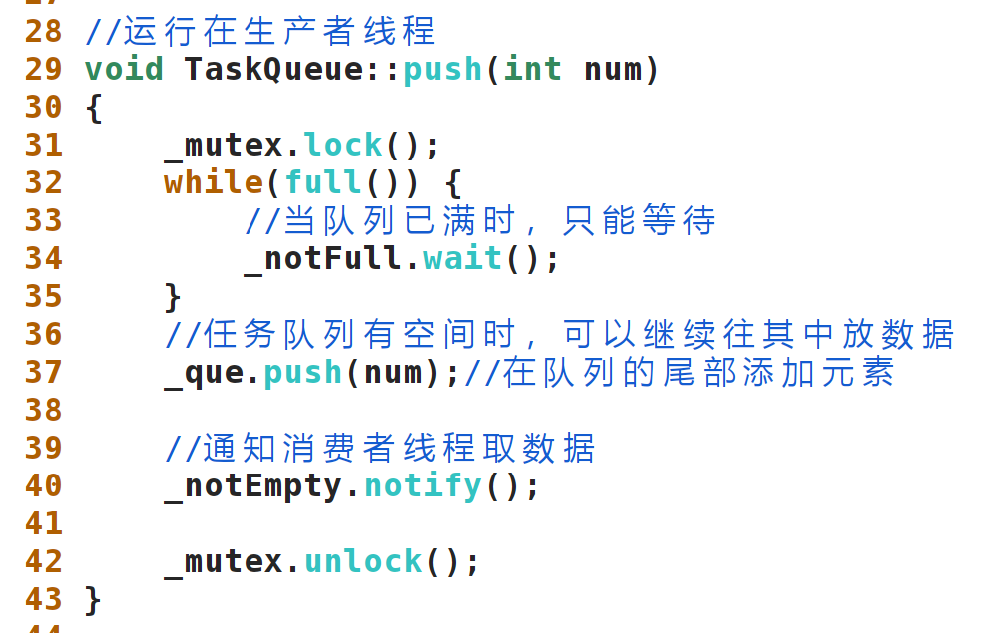 28 //运行在生产者线程
29 void TaskQueue::push(int num)
30 {
31     _mutex.lock();
32     while(full()) {
33         //当队列已满时，只能等待
34         _notFull.wait();
35     }
36     //任务队列有空间时，可以继续往其中放数据
37     _que.push(num);//在队列的尾部添加元素
38
39     //通知消费者线程取数据
40     _notEmpty.notify();
41
42     _mutex.unlock();
43 }